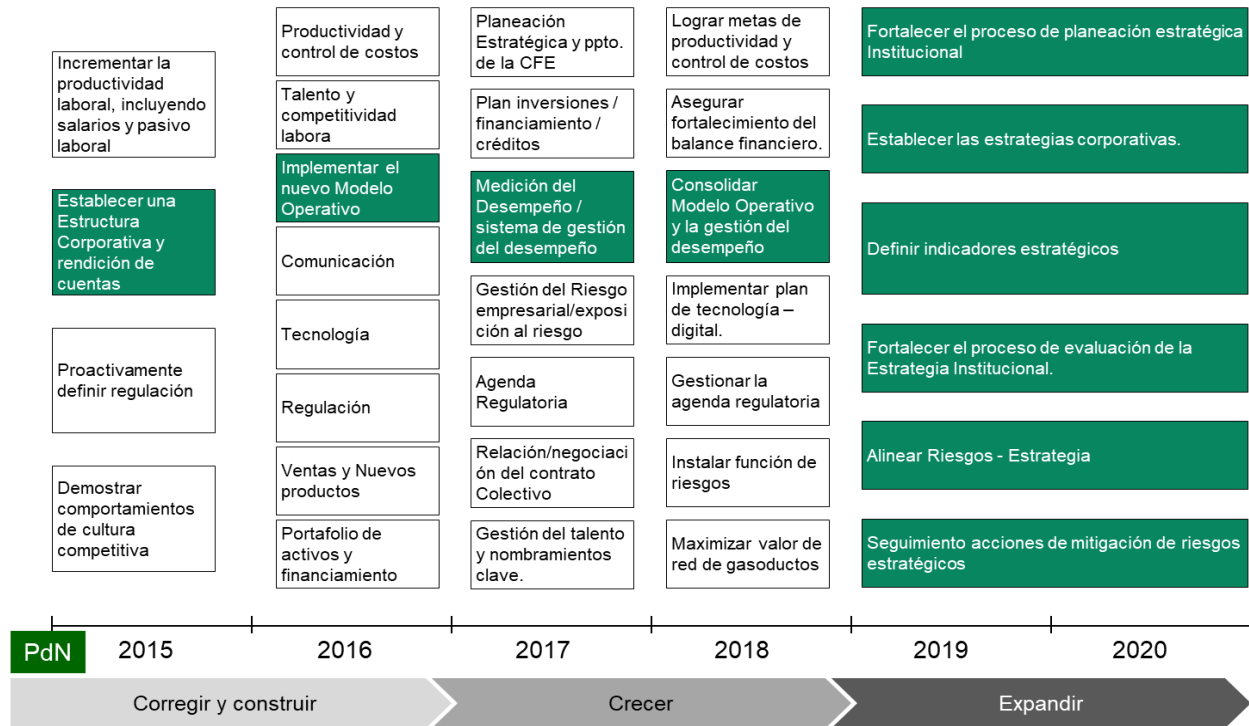 Incrementar la
productividad
laboral, incluyendo
salarios y pasivo
laboral
Establecer una
Estructura
Corporativa y
rendición de
cuentas
Proactivamente
definir regulación
Demostrar
comportamientos
de cultura
competitiva
Productividad y
control de costos
Talento y
competitividad
labora
Implementar el
nuevo Modelo
Operativo
Comunicación
Tecnología
Regulación
Ventas y Nuevos
productos
Portafolio de
activos y
financiamiento
Planeación
Estratégica y ppto.
de la CFE
Plan inversiones /
financiamiento /
créditos
Medición del
Desempeño /
sistema de gestión
del desempeño
Gestión del Riesgo
empresarial/exposi
ción al riesgo
Agenda
Regulatoria
Relación/negociaci
ón del contrato
Colectivo
Gestión del talento
y nombramientos
clave.
Lograr metas de
productividad y
control de costos
Asegurar
fortalecimiento del
balance financiero.
Consolidar
Modelo Operativo
y la gestión del
desempeño
Implementar plan
de tecnología –
digital.
Gestionar la
agenda regulatoria
Instalar función de
riesgos
Maximizar valor de
red de gasoductos
Fortalecer el proceso de planeación estratégica
Institucional
Establecer las estrategias corporativas.
Definir indicadores estratégicos
Fortalecer el proceso de evaluación de la
Estrategia Institucional.
Alinear Riesgos - Estrategia
Seguimiento acciones de mitigación de riesgos
estratégicos
PdN 2015 2016 2017 2018 2019 2020
Corregir y construir Crecer Expandir